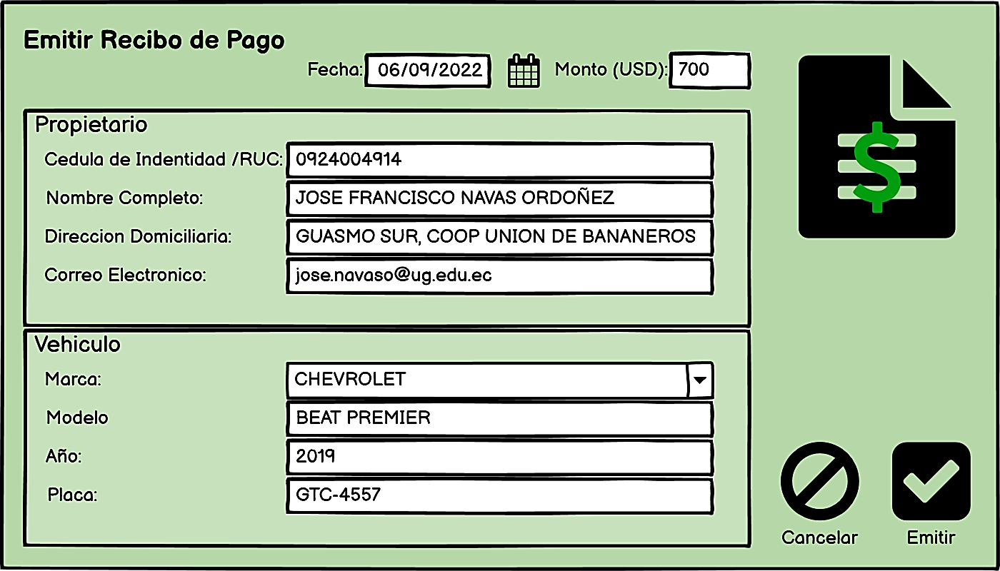 Emitir Recibo de Pago
Fecha: 06/09/2022 Monto (USD): 700
Propietario
Cedula de Indentidad /RUC: 0924004914
Nombre Completo: JOSE FRANCISCO NAVAS ORDOÑEZ
Direccion Domiciliaria: GUASMO SUR, COOP UNION DE BANANEROS
Correo Electronico: jose.navaso@ug.edu.ec
Vehiculo
Marca: CHEVROLET
Modelo BEAT PREMIER
Año: 2019
Placa: GTC-4557
$
Cancelar Emitir